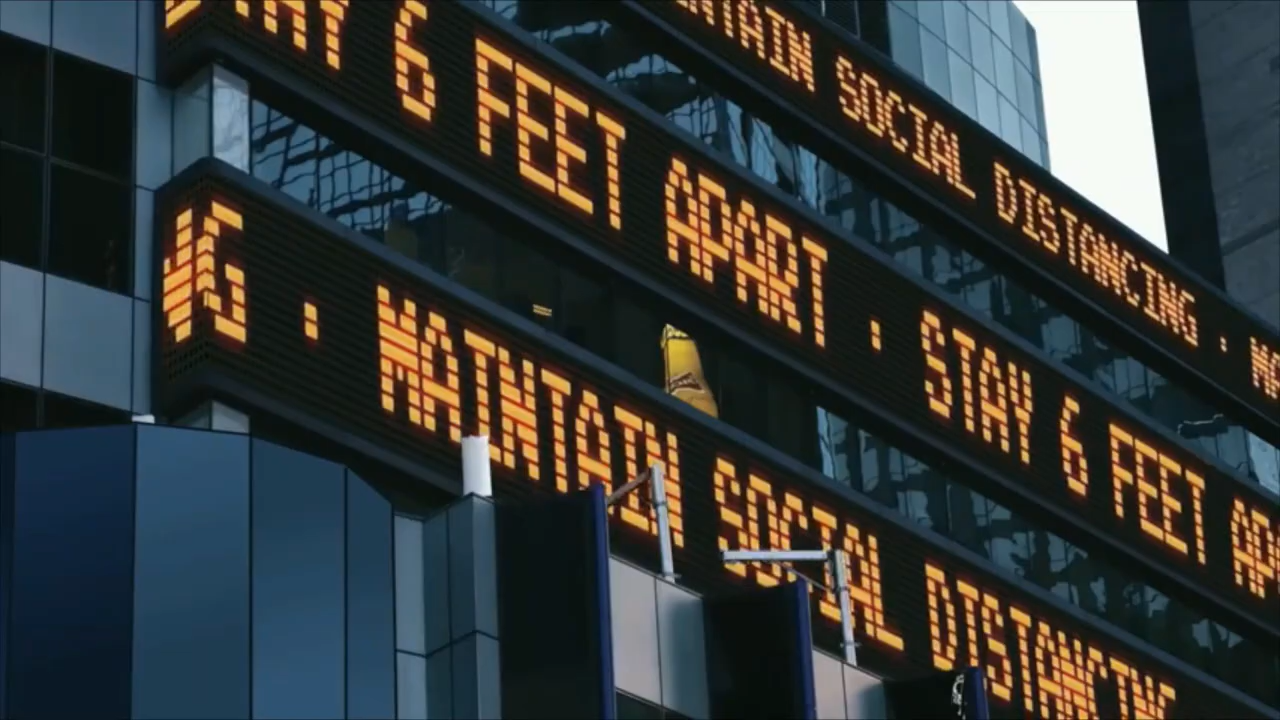 MAINTAIN SOCIAL DISTANCING ·
STAY 6 FEET APART · STAY 6 FEET
· MAINTAIN SOCIAL DISTANCING